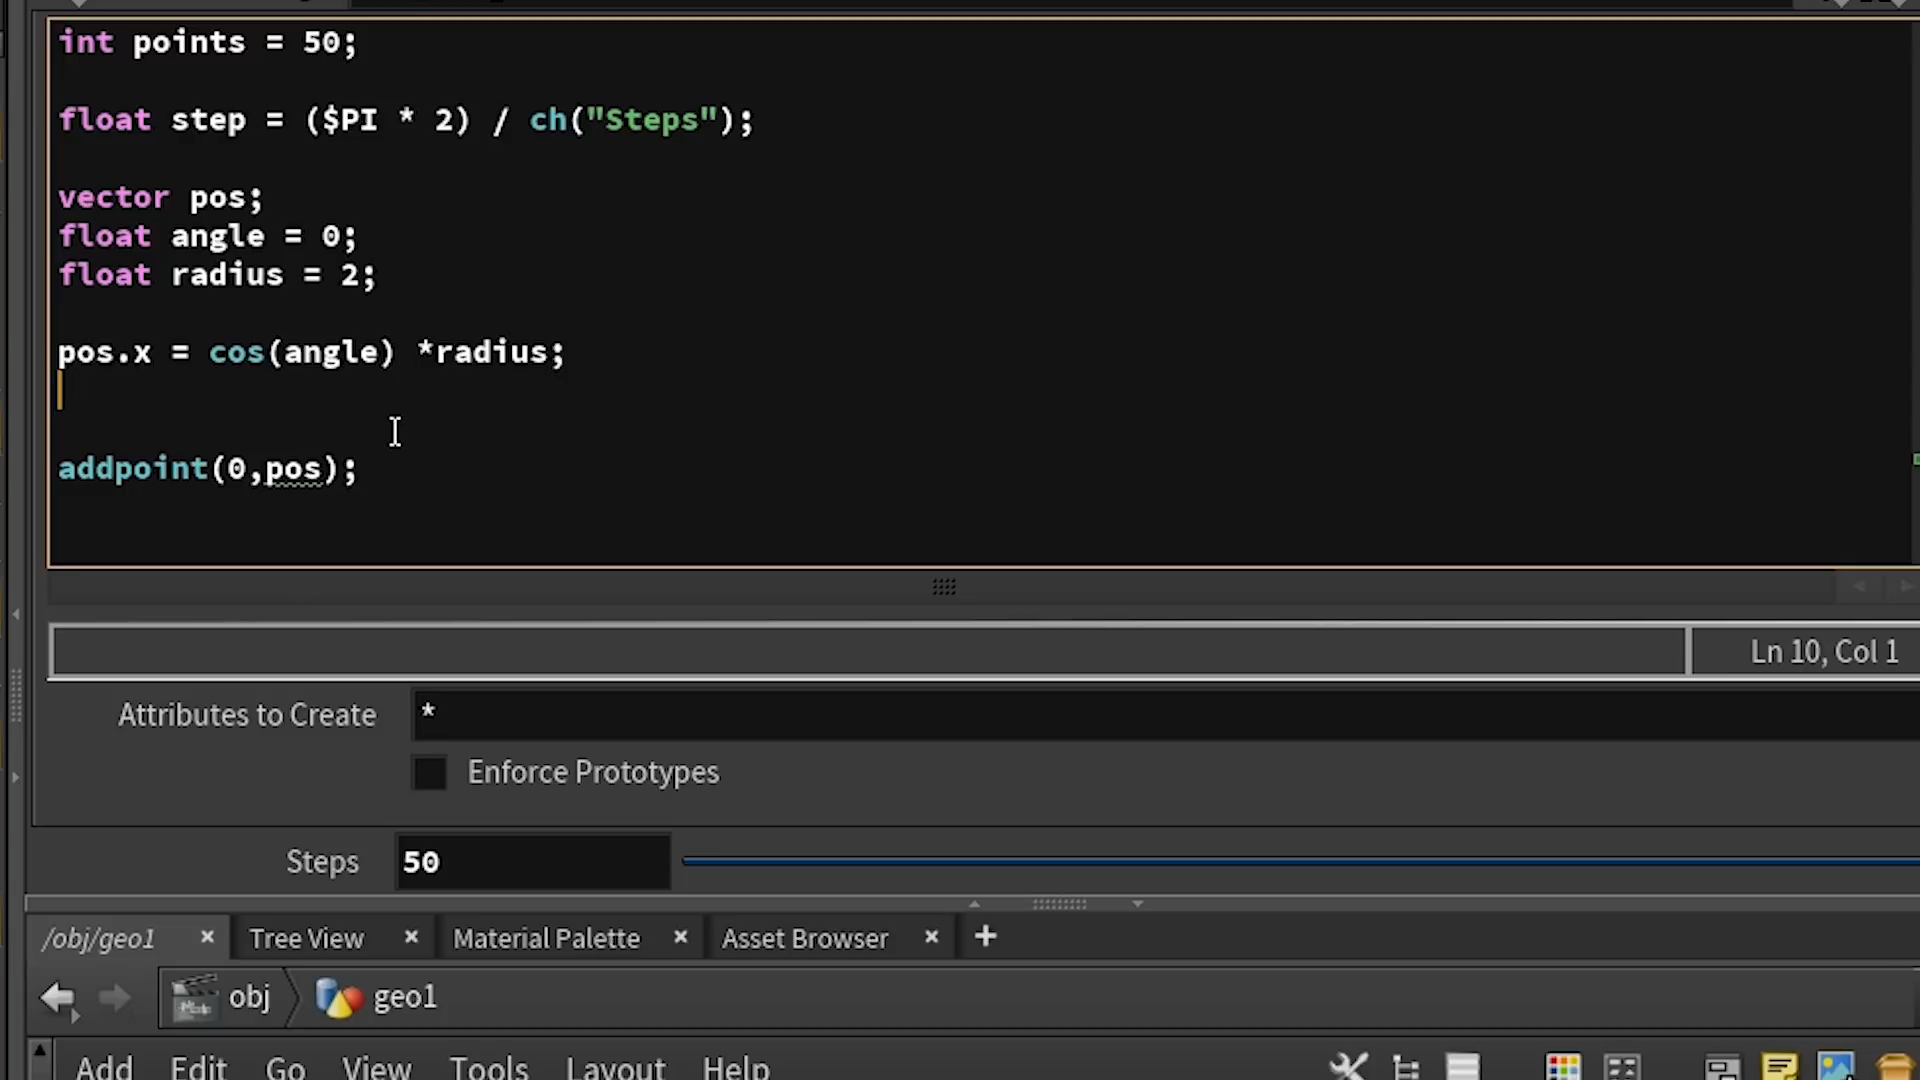 int points = 50;
float step = ($PI * 2) / ch("Steps");
vector pos;
float angle = 0;
float radius = 2;
pos.x = cos(angle) *radius;
addpoint(0,pos);
Ln 10, Col 1
Attributes to Create *
Enforce Prototypes
Steps 50
/obj/geo1 × Tree View × Material Palette × Asset Browser × +
obj geo1
Add Edit Go View Tools Layout Help